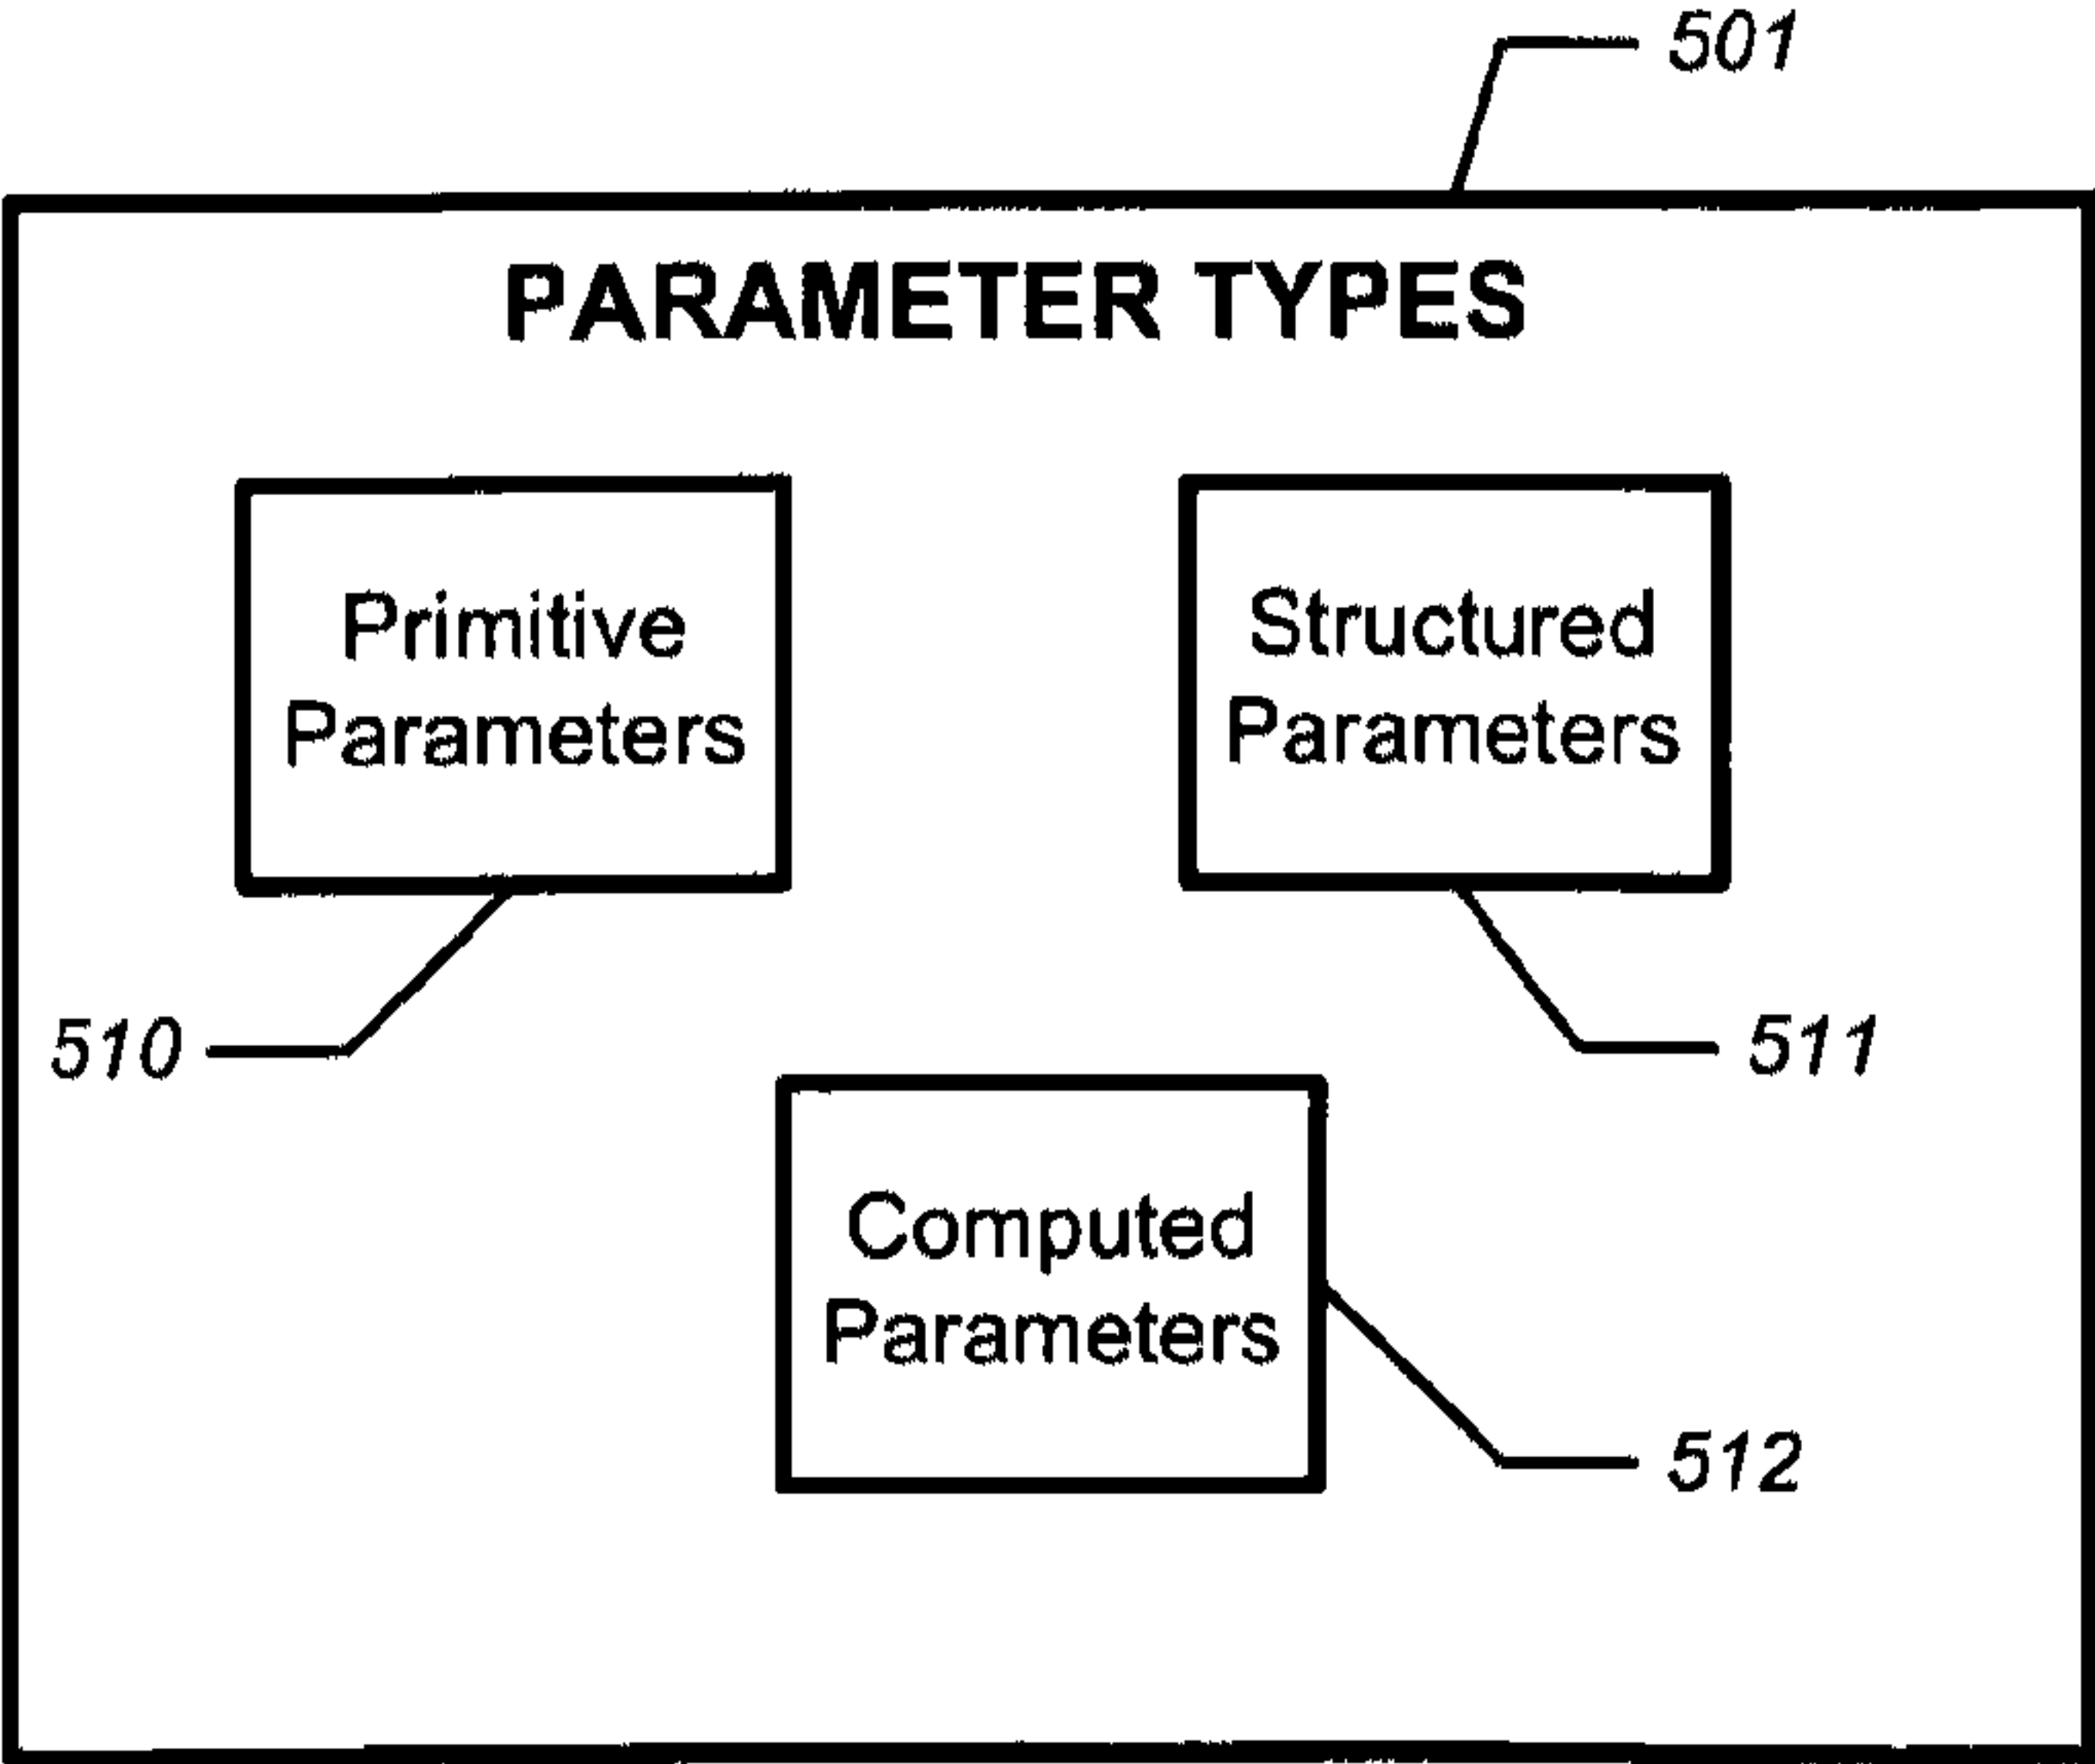 501
PARAMETER TYPES
Primitive
Parameters
Structured
Parameters
510
511
Computed
Parameters
512